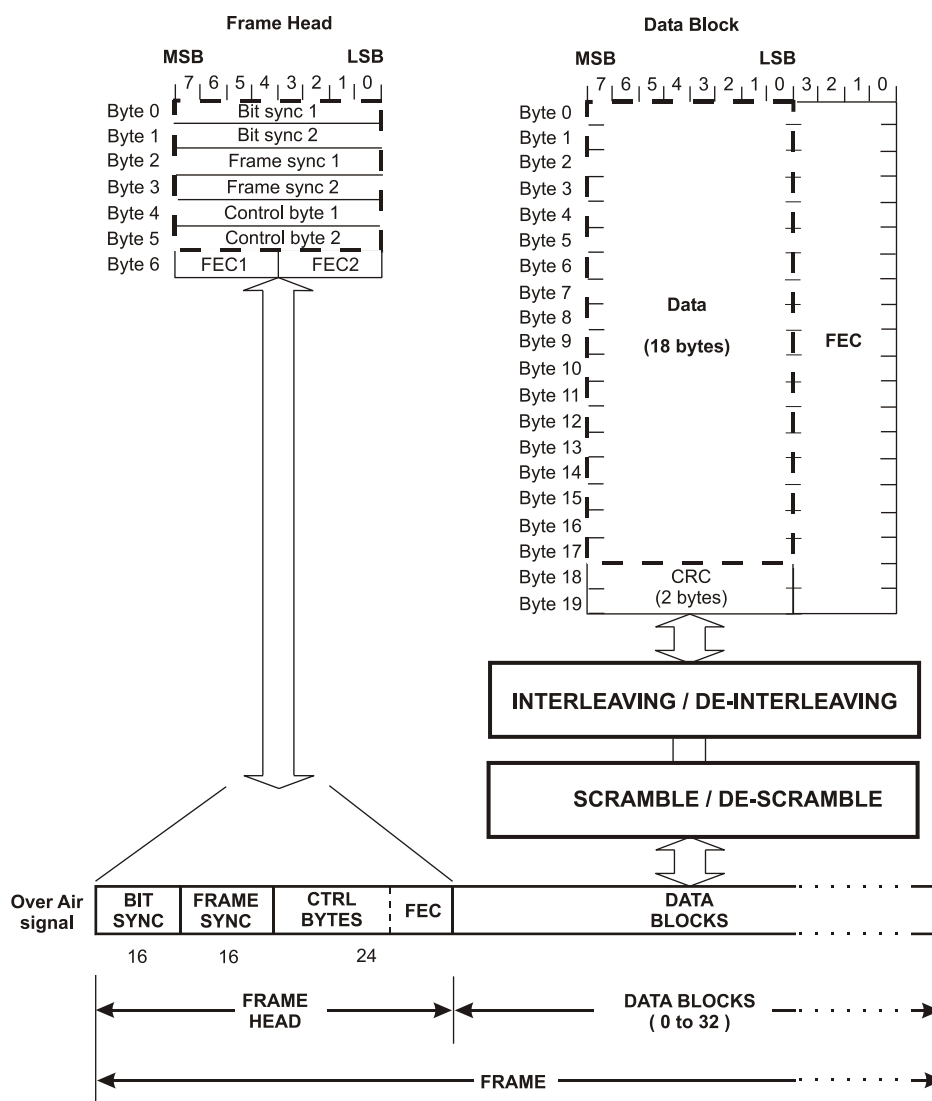 Frame Head
MSB LSB
7 6 5 4 3 2 1 0
Byte 0 Bit sync 1
Byte 1 Bit sync 2
Byte 2 Frame sync 1
Byte 3 Frame sync 2
Byte 4 Control byte 1
Byte 5 Control byte 2
Byte 6 FEC1 FEC2
Data Block
MSB LSB
7 6 5 4 3 2 1 0 3 2 1 0
Byte 0
Byte 1
Byte 2
Byte 3
Byte 4
Byte 5
Byte 6
Byte 7
Byte 8
Byte 9
Byte 10
Byte 11
Byte 12
Byte 13
Byte 14
Byte 15
Byte 16
Byte 17
Byte 18
Byte 19
Data
(18 bytes)
FEC
CRC
(2 bytes)
INTERLEAVING / DE-INTERLEAVING
SCRAMBLE / DE-SCRAMBLE
Over Air
signal
BIT
SYNC
FRAME
SYNC
CTRL
BYTES
FEC
DATA
BLOCKS
16 16 24
FRAME
HEAD
DATA BLOCKS
( 0 to 32 )
FRAME